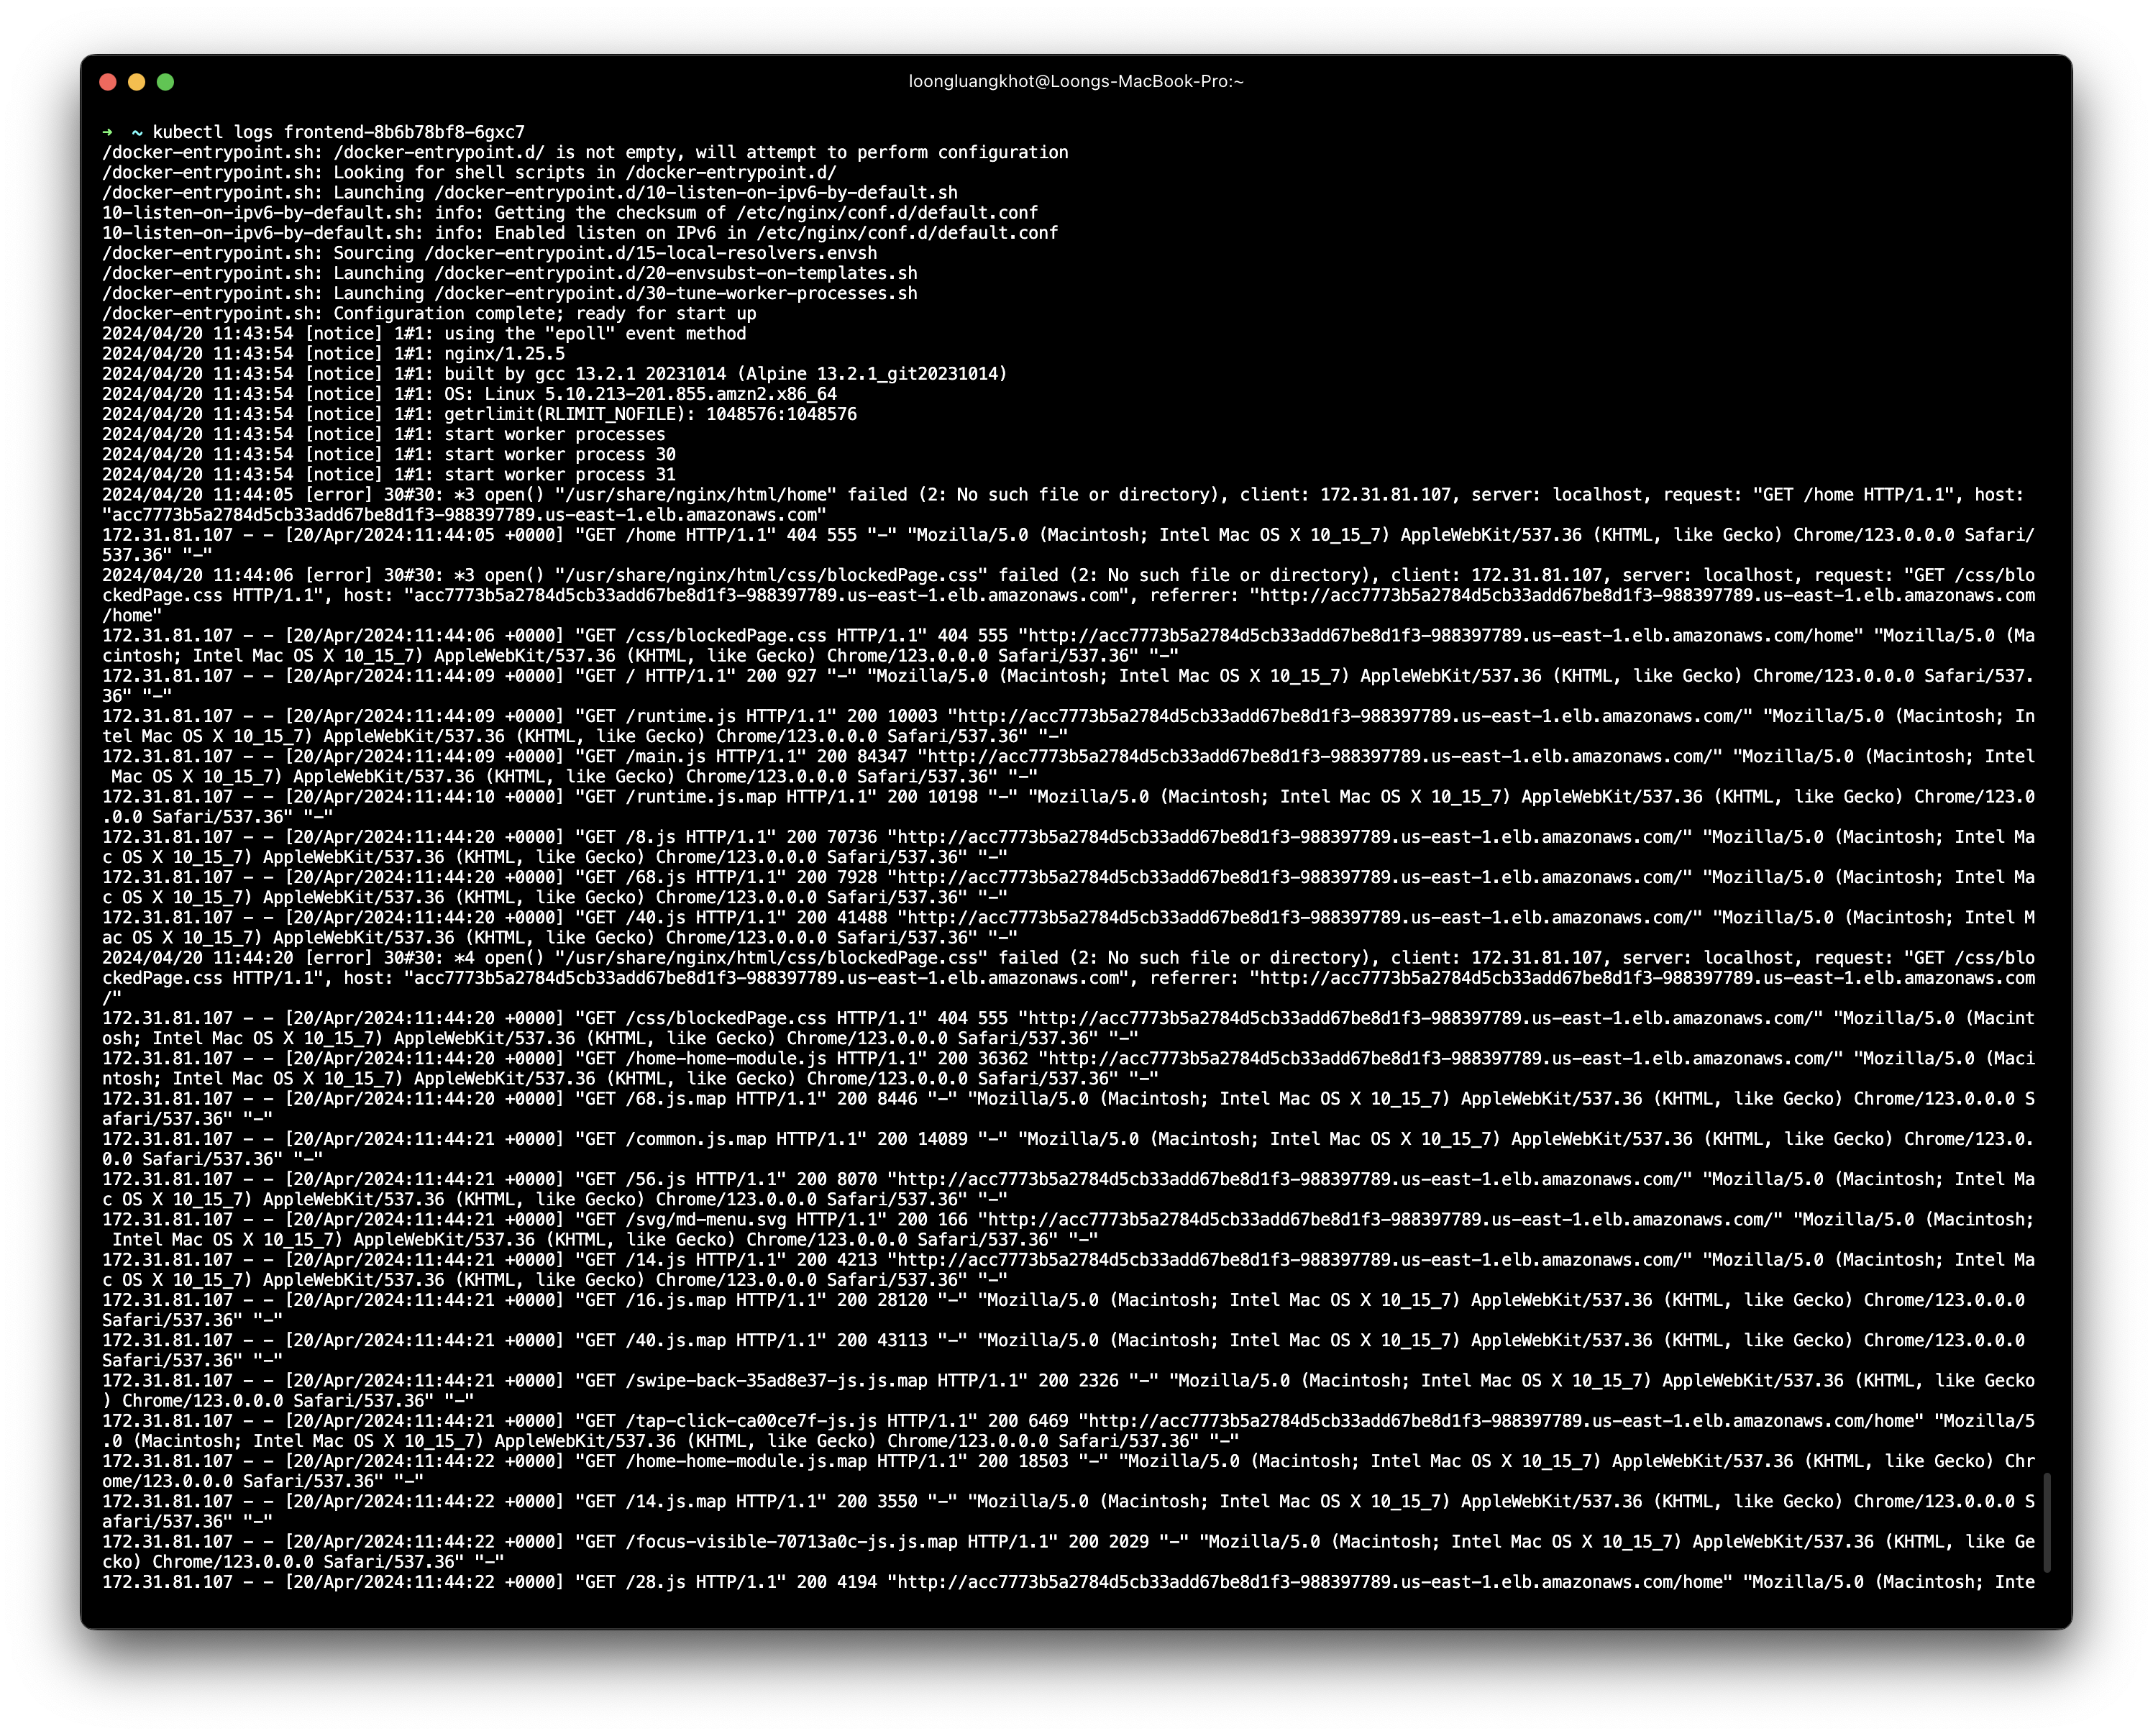 loongluangkhot@Loongs-MacBook-Pro:~
➜  ~ kubectl logs frontend-8b6b78bf8-6gxc7
/docker-entrypoint.sh: /docker-entrypoint.d/ is not empty, will attempt to perform configuration
/docker-entrypoint.sh: Looking for shell scripts in /docker-entrypoint.d/
/docker-entrypoint.sh: Launching /docker-entrypoint.d/10-listen-on-ipv6-by-default.sh
10-listen-on-ipv6-by-default.sh: info: Getting the checksum of /etc/nginx/conf.d/default.conf
10-listen-on-ipv6-by-default.sh: info: Enabled listen on IPv6 in /etc/nginx/conf.d/default.conf
/docker-entrypoint.sh: Sourcing /docker-entrypoint.d/15-local-resolvers.envsh
/docker-entrypoint.sh: Launching /docker-entrypoint.d/20-envsubst-on-templates.sh
/docker-entrypoint.sh: Launching /docker-entrypoint.d/30-tune-worker-processes.sh
/docker-entrypoint.sh: Configuration complete; ready for start up
2024/04/20 11:43:54 [notice] 1#1: using the "epoll" event method
2024/04/20 11:43:54 [notice] 1#1: nginx/1.25.5
2024/04/20 11:43:54 [notice] 1#1: built by gcc 13.2.1 20231014 (Alpine 13.2.1_git20231014)
2024/04/20 11:43:54 [notice] 1#1: OS: Linux 5.10.213-201.855.amzn2.x86_64
2024/04/20 11:43:54 [notice] 1#1: getrlimit(RLIMIT_NOFILE): 1048576:1048576
2024/04/20 11:43:54 [notice] 1#1: start worker processes
2024/04/20 11:43:54 [notice] 1#1: start worker process 30
2024/04/20 11:43:54 [notice] 1#1: start worker process 31
2024/04/20 11:44:05 [error] 30#30: *3 open() "/usr/share/nginx/html/home" failed (2: No such file or directory), client: 172.31.81.107, server: localhost, request: "GET /home HTTP/1.1", host:
"acc7773b5a2784d5cb33add67be8d1f3-988397789.us-east-1.elb.amazonaws.com"
172.31.81.107 - - [20/Apr/2024:11:44:05 +0000] "GET /home HTTP/1.1" 404 555 "-" "Mozilla/5.0 (Macintosh; Intel Mac OS X 10_15_7) AppleWebKit/537.36 (KHTML, like Gecko) Chrome/123.0.0.0 Safari/
537.36" "-"
2024/04/20 11:44:06 [error] 30#30: *3 open() "/usr/share/nginx/html/css/blockedPage.css" failed (2: No such file or directory), client: 172.31.81.107, server: localhost, request: "GET /css/blo
ckedPage.css HTTP/1.1", host: "acc7773b5a2784d5cb33add67be8d1f3-988397789.us-east-1.elb.amazonaws.com", referrer: "http://acc7773b5a2784d5cb33add67be8d1f3-988397789.us-east-1.elb.amazonaws.com
/home"
172.31.81.107 - - [20/Apr/2024:11:44:06 +0000] "GET /css/blockedPage.css HTTP/1.1" 404 555 "http://acc7773b5a2784d5cb33add67be8d1f3-988397789.us-east-1.elb.amazonaws.com/home" "Mozilla/5.0 (Ma
cintosh; Intel Mac OS X 10_15_7) AppleWebKit/537.36 (KHTML, like Gecko) Chrome/123.0.0.0 Safari/537.36" "-"
172.31.81.107 - - [20/Apr/2024:11:44:09 +0000] "GET / HTTP/1.1" 200 927 "-" "Mozilla/5.0 (Macintosh; Intel Mac OS X 10_15_7) AppleWebKit/537.36 (KHTML, like Gecko) Chrome/123.0.0.0 Safari/537.
36" "-"
172.31.81.107 - - [20/Apr/2024:11:44:09 +0000] "GET /runtime.js HTTP/1.1" 200 10003 "http://acc7773b5a2784d5cb33add67be8d1f3-988397789.us-east-1.elb.amazonaws.com/" "Mozilla/5.0 (Macintosh; In
tel Mac OS X 10_15_7) AppleWebKit/537.36 (KHTML, like Gecko) Chrome/123.0.0.0 Safari/537.36" "-"
172.31.81.107 - - [20/Apr/2024:11:44:09 +0000] "GET /main.js HTTP/1.1" 200 84347 "http://acc7773b5a2784d5cb33add67be8d1f3-988397789.us-east-1.elb.amazonaws.com/" "Mozilla/5.0 (Macintosh; Intel
 Mac OS X 10_15_7) AppleWebKit/537.36 (KHTML, like Gecko) Chrome/123.0.0.0 Safari/537.36" "-"
172.31.81.107 - - [20/Apr/2024:11:44:10 +0000] "GET /runtime.js.map HTTP/1.1" 200 10198 "-" "Mozilla/5.0 (Macintosh; Intel Mac OS X 10_15_7) AppleWebKit/537.36 (KHTML, like Gecko) Chrome/123.0
.0.0 Safari/537.36" "-"
172.31.81.107 - - [20/Apr/2024:11:44:20 +0000] "GET /8.js HTTP/1.1" 200 70736 "http://acc7773b5a2784d5cb33add67be8d1f3-988397789.us-east-1.elb.amazonaws.com/" "Mozilla/5.0 (Macintosh; Intel Ma
c OS X 10_15_7) AppleWebKit/537.36 (KHTML, like Gecko) Chrome/123.0.0.0 Safari/537.36" "-"
172.31.81.107 - - [20/Apr/2024:11:44:20 +0000] "GET /68.js HTTP/1.1" 200 7928 "http://acc7773b5a2784d5cb33add67be8d1f3-988397789.us-east-1.elb.amazonaws.com/" "Mozilla/5.0 (Macintosh; Intel Ma
c OS X 10_15_7) AppleWebKit/537.36 (KHTML, like Gecko) Chrome/123.0.0.0 Safari/537.36" "-"
172.31.81.107 - - [20/Apr/2024:11:44:20 +0000] "GET /40.js HTTP/1.1" 200 41488 "http://acc7773b5a2784d5cb33add67be8d1f3-988397789.us-east-1.elb.amazonaws.com/" "Mozilla/5.0 (Macintosh; Intel M
ac OS X 10_15_7) AppleWebKit/537.36 (KHTML, like Gecko) Chrome/123.0.0.0 Safari/537.36" "-"
2024/04/20 11:44:20 [error] 30#30: *4 open() "/usr/share/nginx/html/css/blockedPage.css" failed (2: No such file or directory), client: 172.31.81.107, server: localhost, request: "GET /css/blo
ckedPage.css HTTP/1.1", host: "acc7773b5a2784d5cb33add67be8d1f3-988397789.us-east-1.elb.amazonaws.com", referrer: "http://acc7773b5a2784d5cb33add67be8d1f3-988397789.us-east-1.elb.amazonaws.com
/"
172.31.81.107 - - [20/Apr/2024:11:44:20 +0000] "GET /css/blockedPage.css HTTP/1.1" 404 555 "http://acc7773b5a2784d5cb33add67be8d1f3-988397789.us-east-1.elb.amazonaws.com/" "Mozilla/5.0 (Macint
osh; Intel Mac OS X 10_15_7) AppleWebKit/537.36 (KHTML, like Gecko) Chrome/123.0.0.0 Safari/537.36" "-"
172.31.81.107 - - [20/Apr/2024:11:44:20 +0000] "GET /home-home-module.js HTTP/1.1" 200 36362 "http://acc7773b5a2784d5cb33add67be8d1f3-988397789.us-east-1.elb.amazonaws.com/" "Mozilla/5.0 (Maci
ntosh; Intel Mac OS X 10_15_7) AppleWebKit/537.36 (KHTML, like Gecko) Chrome/123.0.0.0 Safari/537.36" "-"
172.31.81.107 - - [20/Apr/2024:11:44:20 +0000] "GET /68.js.map HTTP/1.1" 200 8446 "-" "Mozilla/5.0 (Macintosh; Intel Mac OS X 10_15_7) AppleWebKit/537.36 (KHTML, like Gecko) Chrome/123.0.0.0 S
afari/537.36" "-"
172.31.81.107 - - [20/Apr/2024:11:44:21 +0000] "GET /common.js.map HTTP/1.1" 200 14089 "-" "Mozilla/5.0 (Macintosh; Intel Mac OS X 10_15_7) AppleWebKit/537.36 (KHTML, like Gecko) Chrome/123.0.
0.0 Safari/537.36" "-"
172.31.81.107 - - [20/Apr/2024:11:44:21 +0000] "GET /56.js HTTP/1.1" 200 8070 "http://acc7773b5a2784d5cb33add67be8d1f3-988397789.us-east-1.elb.amazonaws.com/" "Mozilla/5.0 (Macintosh; Intel Ma
c OS X 10_15_7) AppleWebKit/537.36 (KHTML, like Gecko) Chrome/123.0.0.0 Safari/537.36" "-"
172.31.81.107 - - [20/Apr/2024:11:44:21 +0000] "GET /svg/md-menu.svg HTTP/1.1" 200 166 "http://acc7773b5a2784d5cb33add67be8d1f3-988397789.us-east-1.elb.amazonaws.com/" "Mozilla/5.0 (Macintosh;
 Intel Mac OS X 10_15_7) AppleWebKit/537.36 (KHTML, like Gecko) Chrome/123.0.0.0 Safari/537.36" "-"
172.31.81.107 - - [20/Apr/2024:11:44:21 +0000] "GET /14.js HTTP/1.1" 200 4213 "http://acc7773b5a2784d5cb33add67be8d1f3-988397789.us-east-1.elb.amazonaws.com/" "Mozilla/5.0 (Macintosh; Intel Ma
c OS X 10_15_7) AppleWebKit/537.36 (KHTML, like Gecko) Chrome/123.0.0.0 Safari/537.36" "-"
172.31.81.107 - - [20/Apr/2024:11:44:21 +0000] "GET /16.js.map HTTP/1.1" 200 28120 "-" "Mozilla/5.0 (Macintosh; Intel Mac OS X 10_15_7) AppleWebKit/537.36 (KHTML, like Gecko) Chrome/123.0.0.0
Safari/537.36" "-"
172.31.81.107 - - [20/Apr/2024:11:44:21 +0000] "GET /40.js.map HTTP/1.1" 200 43113 "-" "Mozilla/5.0 (Macintosh; Intel Mac OS X 10_15_7) AppleWebKit/537.36 (KHTML, like Gecko) Chrome/123.0.0.0
Safari/537.36" "-"
172.31.81.107 - - [20/Apr/2024:11:44:21 +0000] "GET /swipe-back-35ad8e37-js.js.map HTTP/1.1" 200 2326 "-" "Mozilla/5.0 (Macintosh; Intel Mac OS X 10_15_7) AppleWebKit/537.36 (KHTML, like Gecko
) Chrome/123.0.0.0 Safari/537.36" "-"
172.31.81.107 - - [20/Apr/2024:11:44:21 +0000] "GET /tap-click-ca00ce7f-js.js HTTP/1.1" 200 6469 "http://acc7773b5a2784d5cb33add67be8d1f3-988397789.us-east-1.elb.amazonaws.com/home" "Mozilla/5
.0 (Macintosh; Intel Mac OS X 10_15_7) AppleWebKit/537.36 (KHTML, like Gecko) Chrome/123.0.0.0 Safari/537.36" "-"
172.31.81.107 - - [20/Apr/2024:11:44:22 +0000] "GET /home-home-module.js.map HTTP/1.1" 200 18503 "-" "Mozilla/5.0 (Macintosh; Intel Mac OS X 10_15_7) AppleWebKit/537.36 (KHTML, like Gecko) Chr
ome/123.0.0.0 Safari/537.36" "-"
172.31.81.107 - - [20/Apr/2024:11:44:22 +0000] "GET /14.js.map HTTP/1.1" 200 3550 "-" "Mozilla/5.0 (Macintosh; Intel Mac OS X 10_15_7) AppleWebKit/537.36 (KHTML, like Gecko) Chrome/123.0.0.0 S
afari/537.36" "-"
172.31.81.107 - - [20/Apr/2024:11:44:22 +0000] "GET /focus-visible-70713a0c-js.js.map HTTP/1.1" 200 2029 "-" "Mozilla/5.0 (Macintosh; Intel Mac OS X 10_15_7) AppleWebKit/537.36 (KHTML, like Ge
cko) Chrome/123.0.0.0 Safari/537.36" "-"
172.31.81.107 - - [20/Apr/2024:11:44:22 +0000] "GET /28.js HTTP/1.1" 200 4194 "http://acc7773b5a2784d5cb33add67be8d1f3-988397789.us-east-1.elb.amazonaws.com/home" "Mozilla/5.0 (Macintosh; Inte